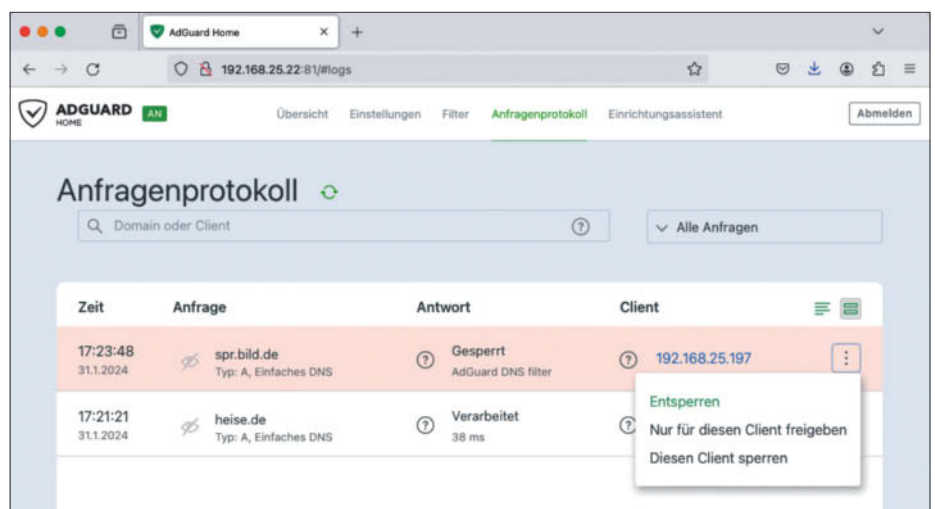 AdGuard Home
192.168.25.22:81/#logs
ADGUARD
HOME
AN
Übersicht Einstellungen Filter Anfragenprotokoll Einrichtungsassistent
Abmelden
Anfragenprotokoll
Domain oder Client
Alle Anfragen
Zeit Anfrage Antwort Client
17:23:48 spr.bild.de Gesperrt 192.168.25.197
31.1.2024 Typ: A, Einfaches DNS AdGuard DNS filter
Entsperren
17:21:21 heise.de Verarbeitet
Nur für diesen Client freigeben
31.1.2024 Typ: A, Einfaches DNS 38 ms
Diesen Client sperren